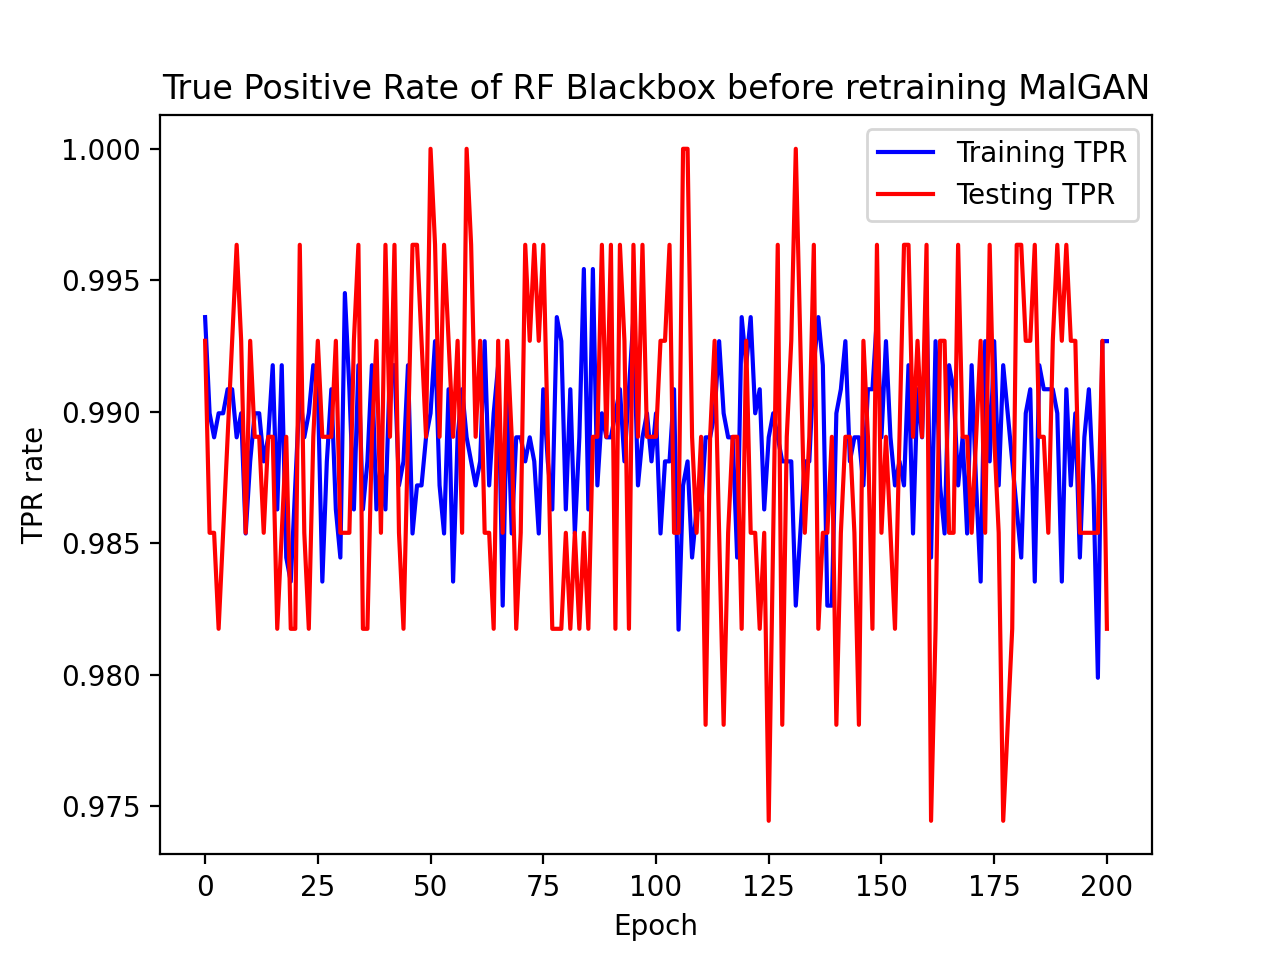 True Positive Rate of RF Blackbox before retraining MalGAN
Training TPR
Testing TPR
TPR rate
1.000
0.995
0.990
0.985
0.980
0.975
0 25 50 75 100 125 150 175 200
Epoch